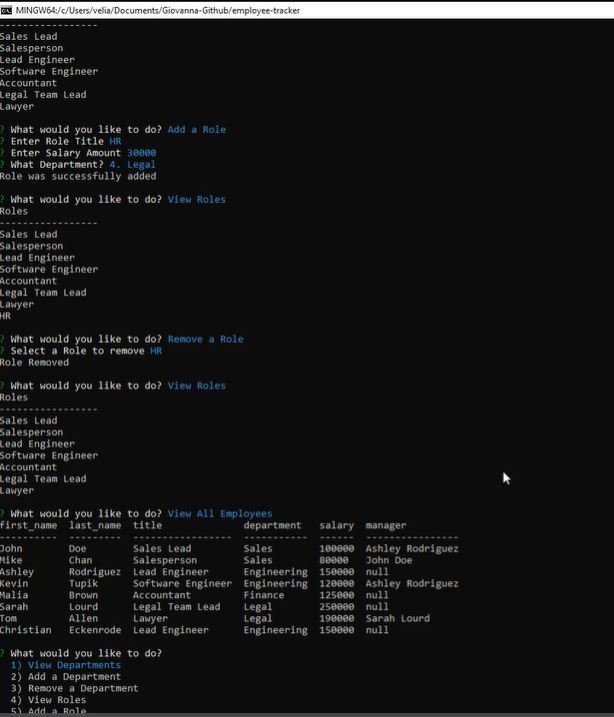 MINGW64:/c/Users/velia/Documents/Giovanna-Github/employee-tracker
-----------------
Sales Lead
Salesperson
Lead Engineer
Software Engineer
Accountant
Legal Team Lead
Lawyer
? What would you like to do? Add a Role
? Enter Role Title HR
? Enter Salary Amount 30000
? What Department? 4. Legal
Role was successfully added
? What would you like to do? View Roles
Roles
-----------------
Sales Lead
Salesperson
Lead Engineer
Software Engineer
Accountant
Legal Team Lead
Lawyer
HR
? What would you like to do? Remove a Role
? Select a Role to remove HR
Role Removed
? What would you like to do? View Roles
Roles
-----------------
Sales Lead
Salesperson
Lead Engineer
Software Engineer
Accountant
Legal Team Lead
Lawyer
? What would you like to do? View All Employees
first_name  last_name  title              department   salary  manager
----------  ---------  -----------------  -----------  ------  ----------------
John        Doe        Sales Lead         Sales        100000  Ashley Rodriguez
Mike        Chan       Salesperson        Sales        80000   John Doe
Ashley      Rodriguez  Lead Engineer      Engineering  150000  null
Kevin       Tupik      Software Engineer  Engineering  120000  Ashley Rodriguez
Malia       Brown      Accountant         Finance      125000  null
Sarah       Lourd      Legal Team Lead    Legal        250000  null
Tom         Allen      Lawyer             Legal        190000  Sarah Lourd
Christian   Eckenrode  Lead Engineer      Engineering  150000  null
? What would you like to do?
1) View Departments
2) Add a Department
3) Remove a Department
4) View Roles
5) Add a Role